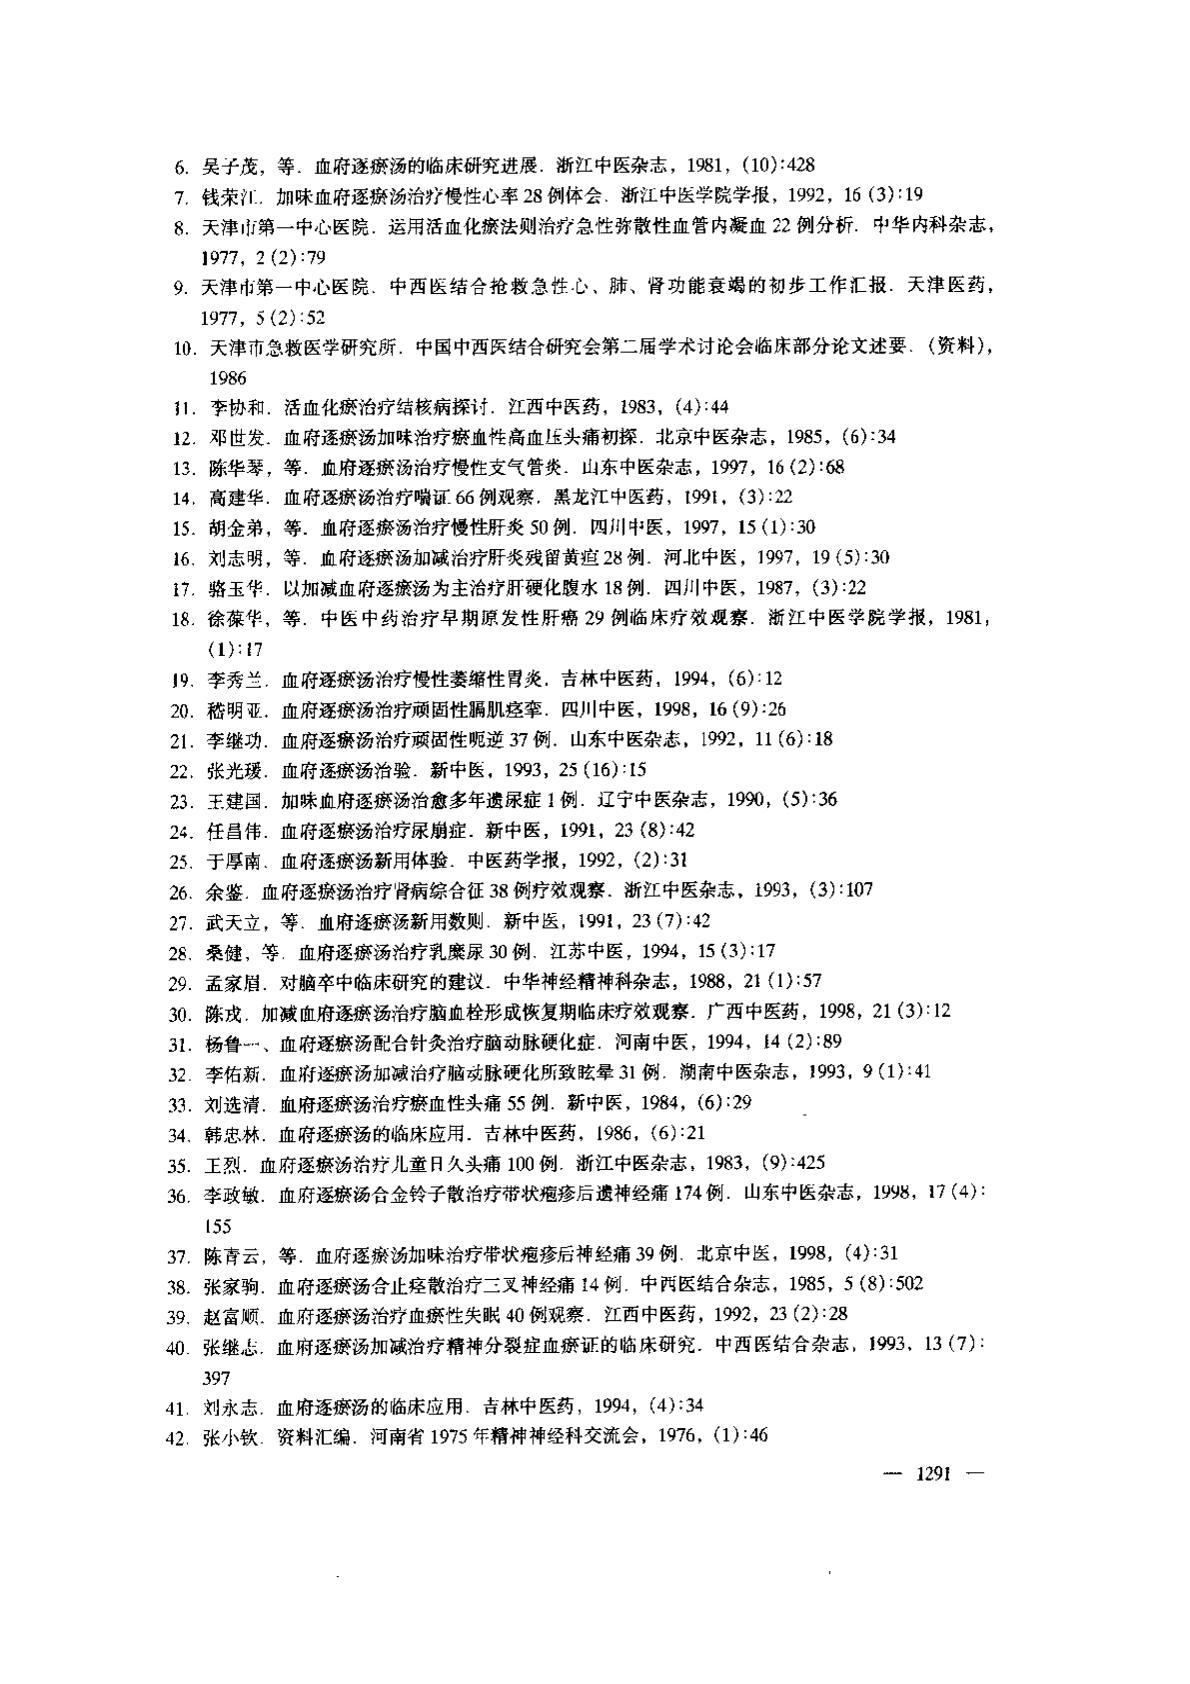 6. 吴子茂，等. 血府逐瘀汤的临床研究进展. 浙江中医杂志，1981，(10):428
7. 钱荣江. 加味血府逐瘀汤治疗慢性心率 28 例体会. 浙江中医学院学报，1992，16 (3):19
8. 天津市第一中心医院. 运用活血化瘀法则治疗急性弥散性血管内凝血 22 例分析. 中华内科杂志，
1977，2 (2):79
9. 天津市第一中心医院. 中西医结合抢救急性心、肺、肾功能衰竭的初步工作汇报. 天津医药，
1977，5 (2):52
10. 天津市急救医学研究所. 中国中西医结合研究会第二届学术讨论会临床部分论文述要. (资料)，
1986
11. 李协和. 活血化瘀治疗结核病探讨. 江西中医药，1983，(4):44
12. 邓世发. 血府逐瘀汤加味治疗瘀血性高血压头痛初探. 北京中医杂志，1985，(6):34
13. 陈华琴，等. 血府逐瘀汤治疗慢性支气管炎. 山东中医杂志，1997，16 (2):68
14. 高建华. 血府逐瘀汤治疗喘证 66 例观察. 黑龙江中医药，1991，(3):22
15. 胡金弟，等. 血府逐瘀汤治疗慢性肝炎 50 例. 四川中医，1997，15 (1):30
16. 刘志明，等. 血府逐瘀汤加减治疗肝炎残留黄疸 28 例. 河北中医，1997，19 (5):30
17. 骆玉华. 以加减血府逐瘀汤为主治疗肝硬化腹水 18 例. 四川中医，1987，(3):22
18. 徐葆华，等. 中医中药治疗早期原发性肝癌 29 例临床疗效观察. 浙江中医学院学报，1981，
(1):17
19. 李秀兰. 血府逐瘀汤治疗慢性萎缩性胃炎. 吉林中医药，1994，(6):12
20. 嵇明亚. 血府逐瘀汤治疗顽固性膈肌痉挛. 四川中医，1998，16 (9):26
21. 李继功. 血府逐瘀汤治疗顽固性呃逆 37 例. 山东中医杂志，1992，11 (6):18
22. 张光瑗. 血府逐瘀汤治验. 新中医，1993，25 (16):15
23. 王建国. 加味血府逐瘀汤治愈多年遗尿症 1 例. 辽宁中医杂志，1990，(5):36
24. 任昌伟. 血府逐瘀汤治疗尿崩症. 新中医，1991，23 (8):42
25. 于厚南. 血府逐瘀汤新用体验. 中医药学报，1992，(2):31
26. 余鉴. 血府逐瘀汤治疗肾病综合征 38 例疗效观察. 浙江中医杂志，1993，(3):107
27. 武天立，等. 血府逐瘀汤新用数则. 新中医，1991，23 (7):42
28. 桑健，等. 血府逐瘀汤治疗乳糜尿 30 例. 江苏中医，1994，15 (3):17
29. 孟家眉. 对脑卒中临床研究的建议. 中华神经精神科杂志，1988，21 (1):57
30. 陈戎. 加减血府逐瘀汤治疗脑血栓形成恢复期临床疗效观察. 广西中医药，1998，21 (3):12
31. 杨鲁一、血府逐瘀汤配合针灸治疗脑动脉硬化症. 河南中医，1994，14 (2):89
32. 李佑新. 血府逐瘀汤加减治疗脑动脉硬化所致眩晕 31 例. 湖南中医杂志，1993，9 (1):41
33. 刘选清. 血府逐瘀汤治疗瘀血性头痛 55 例. 新中医，1984，(6):29
34. 韩忠林. 血府逐瘀汤的临床应用. 吉林中医药，1986，(6):21
35. 王烈. 血府逐瘀汤治疗儿童日久头痛 100 例. 浙江中医杂志，1983，(9):425
36. 李政敏. 血府逐瘀汤合金铃子散治疗带状疱疹后遗神经痛 174 例. 山东中医杂志，1998，17 (4):
155
37. 陈青云，等. 血府逐瘀汤加味治疗带状疱疹后神经痛 39 例. 北京中医，1998，(4):31
38. 张家驹. 血府逐瘀汤合止痉散治疗三叉神经痛 14 例. 中西医结合杂志，1985，5 (8):502
39. 赵富顺. 血府逐瘀汤治疗血瘀性失眠 40 例观察. 江西中医药，1992，23 (2):28
40. 张继志. 血府逐瘀汤加减治疗精神分裂症血瘀证的临床研究. 中西医结合杂志，1993，13 (7):
397
41. 刘永志. 血府逐瘀汤的临床应用. 吉林中医药，1994，(4):34
42. 张小钦. 资料汇编. 河南省 1975 年精神神经科交流会，1976，(1):46
— 1291 —